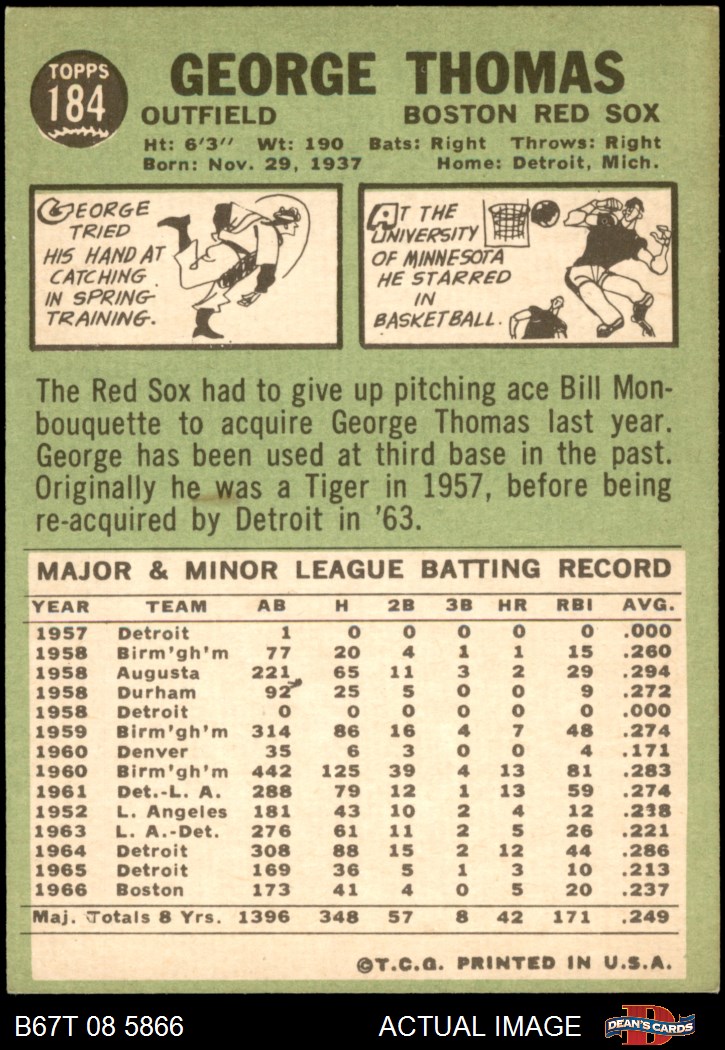 TOPPS
184
GEORGE THOMAS
OUTFIELD BOSTON RED SOX
Ht: 6'3" Wt: 190 Bats: Right Throws: Right
Born: Nov. 29, 1937 Home: Detroit, Mich.
GEORGE
TRIED
HIS HAND AT
CATCHING
IN SPRING-
TRAINING.
AT THE
UNIVERSITY
OF MINNESOTA
HE STARRED
IN
BASKETBALL.
The Red Sox had to give up pitching ace Bill Mon-
bouquette to acquire George Thomas last year.
George has been used at third base in the past.
Originally he was a Tiger in 1957, before being
re-acquired by Detroit in '63.
MAJOR & MINOR LEAGUE BATTING RECORD
YEAR TEAM AB H 2B 3B HR RBI AVG.
1957 Detroit 1 0 0 0 0 0 .000
1958 Birm'gh'm 77 20 4 1 1 15 .260
1958 Augusta 221 65 11 3 2 29 .294
1958 Durham 92 25 5 0 0 9 .272
1958 Detroit 0 0 0 0 0 0 .000
1959 Birm'gh'm 314 86 16 4 7 48 .274
1960 Denver 35 6 3 0 0 4 .171
1960 Birm'gh'm 442 125 39 4 13 81 .283
1961 Det.-L. A. 288 79 12 1 13 59 .274
1952 L. Angeles 181 43 10 2 4 12 .238
1963 L. A.-Det. 276 61 11 2 5 26 .221
1964 Detroit 308 88 15 2 12 44 .286
1965 Detroit 169 36 5 1 3 10 .213
1966 Boston 173 41 4 0 5 20 .237
Maj. Totals 8 Yrs. 1396 348 57 8 42 171 .249
©T.C.G. PRINTED IN U.S.A.
B67T 08 5866 ACTUAL IMAGE
D
DEAN'S CARDS